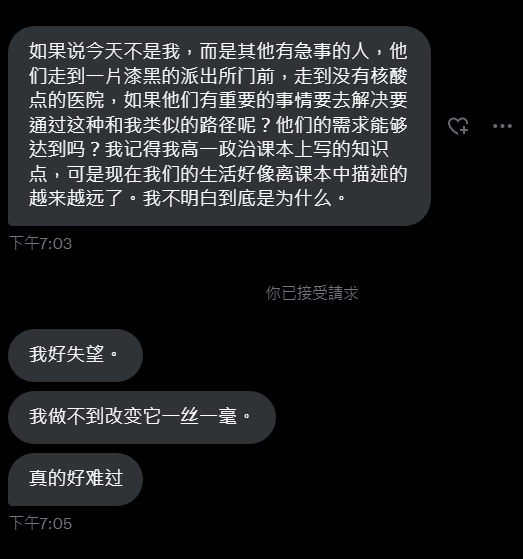 如果说今天不是我，而是其他有急事的人，他
们走到一片漆黑的派出所门前，走到没有核酸
点的医院，如果他们有重要的事情要去解决要
通过这种和我类似的路径呢？他们的需求能够
达到吗？我记得我高一政治课本上写的知识
点，可是现在我们的生活好像离课本中描述的
越来越远了。我不明白到底是为什么。
下午7:03
你已接受請求
我好失望。
我做不到改变它一丝一毫。
真的好难过
下午7:05